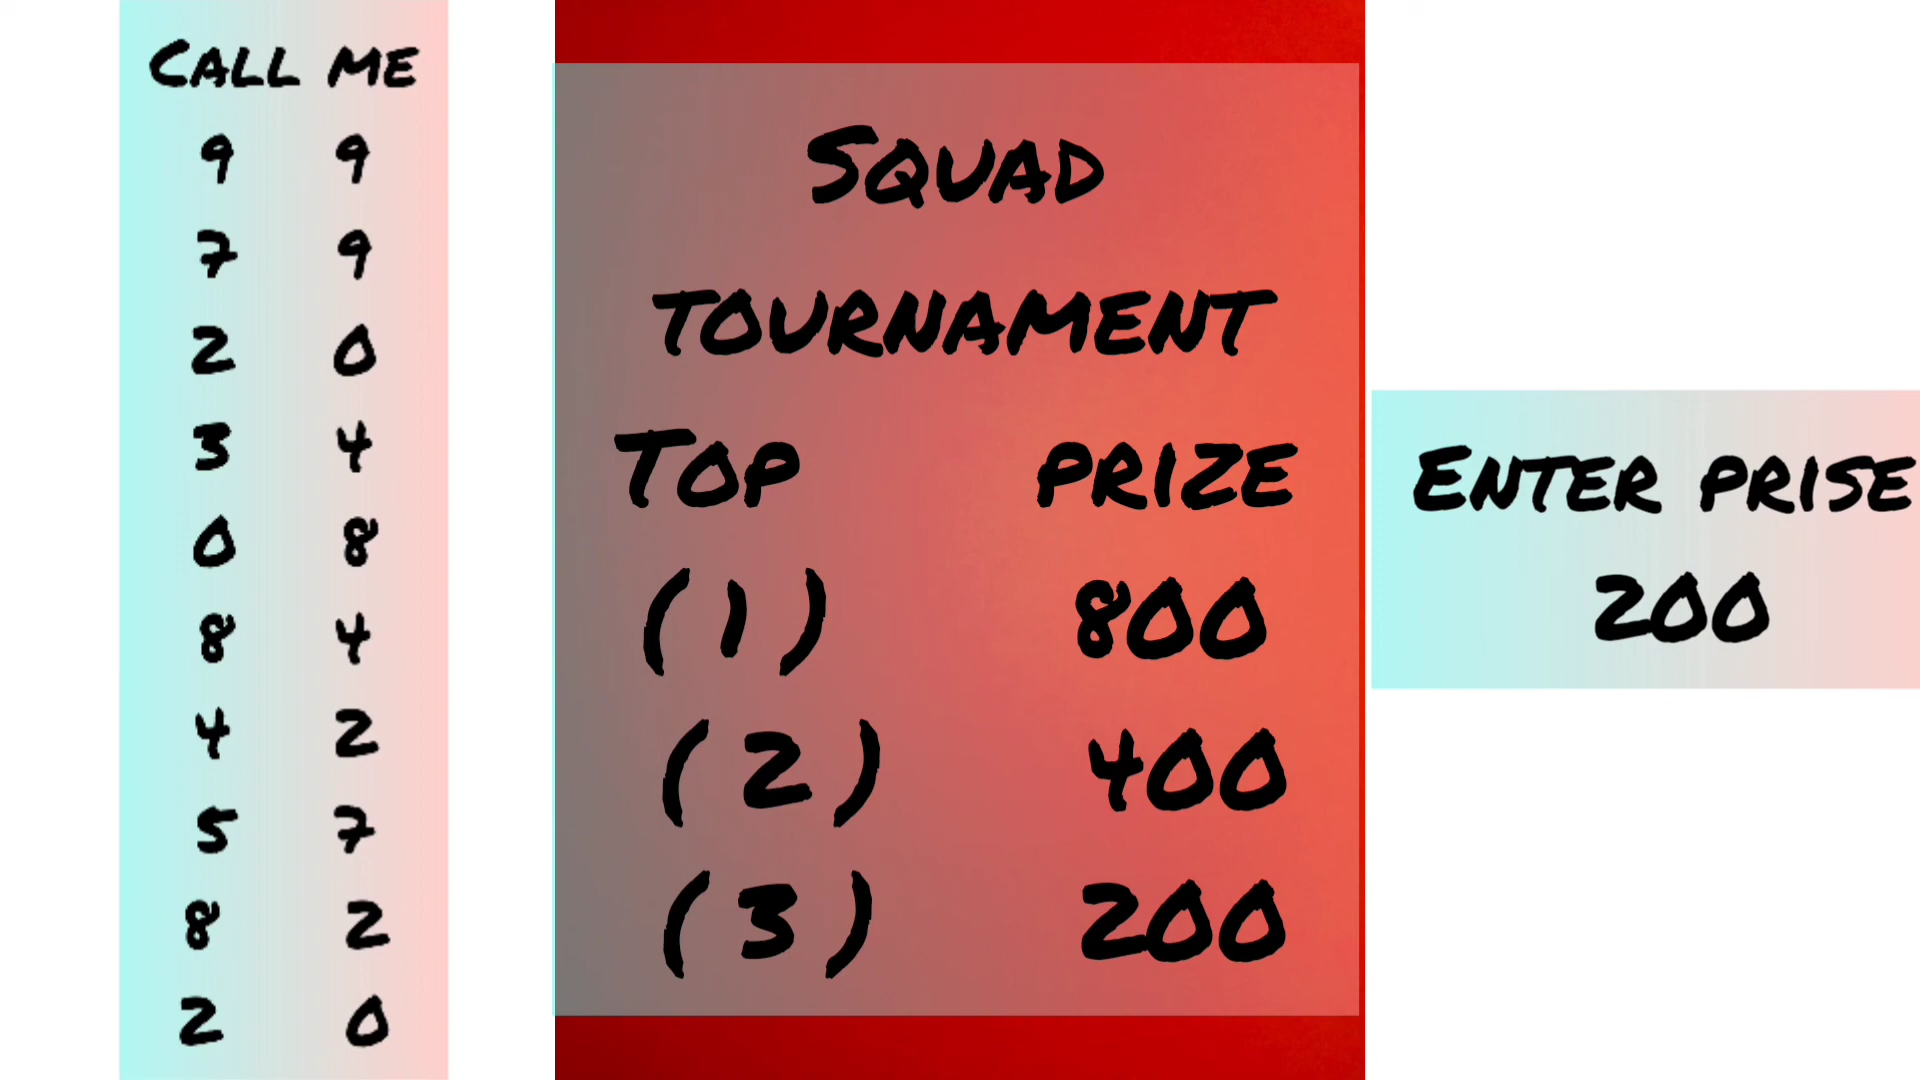 Call me
9 9
7 9
2 0
3 4
0 8
8 4
4 2
5 7
8 2
2 0
Squad
tournament
Top prize
(1) 800
(2) 400
(3) 200
Enter prise
200